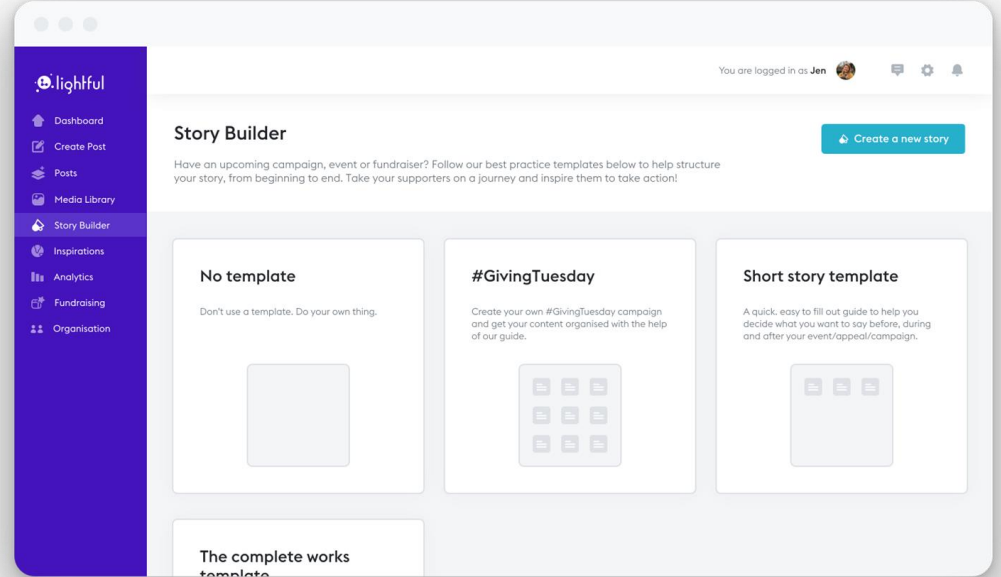 lightful
You are logged in as Jen
Dashboard
Create Post
Posts
Media Library
Story Builder
Inspirations
Analytics
Fundraising
Organisation
Story Builder
Create a new story
Have an upcoming campaign, event or fundraiser? Follow our best practice templates below to help structure
your story, from beginning to end. Take your supporters on a journey and inspire them to take action!
No template
Don't use a template. Do your own thing.
#GivingTuesday
Create your own #GivingTuesday campaign
and get your content organised with the help
of our guide.
Short story template
A quick. easy to fill out guide to help you
decide what you want to say before, during
and after your event/appeal/campaign.
The complete works
template